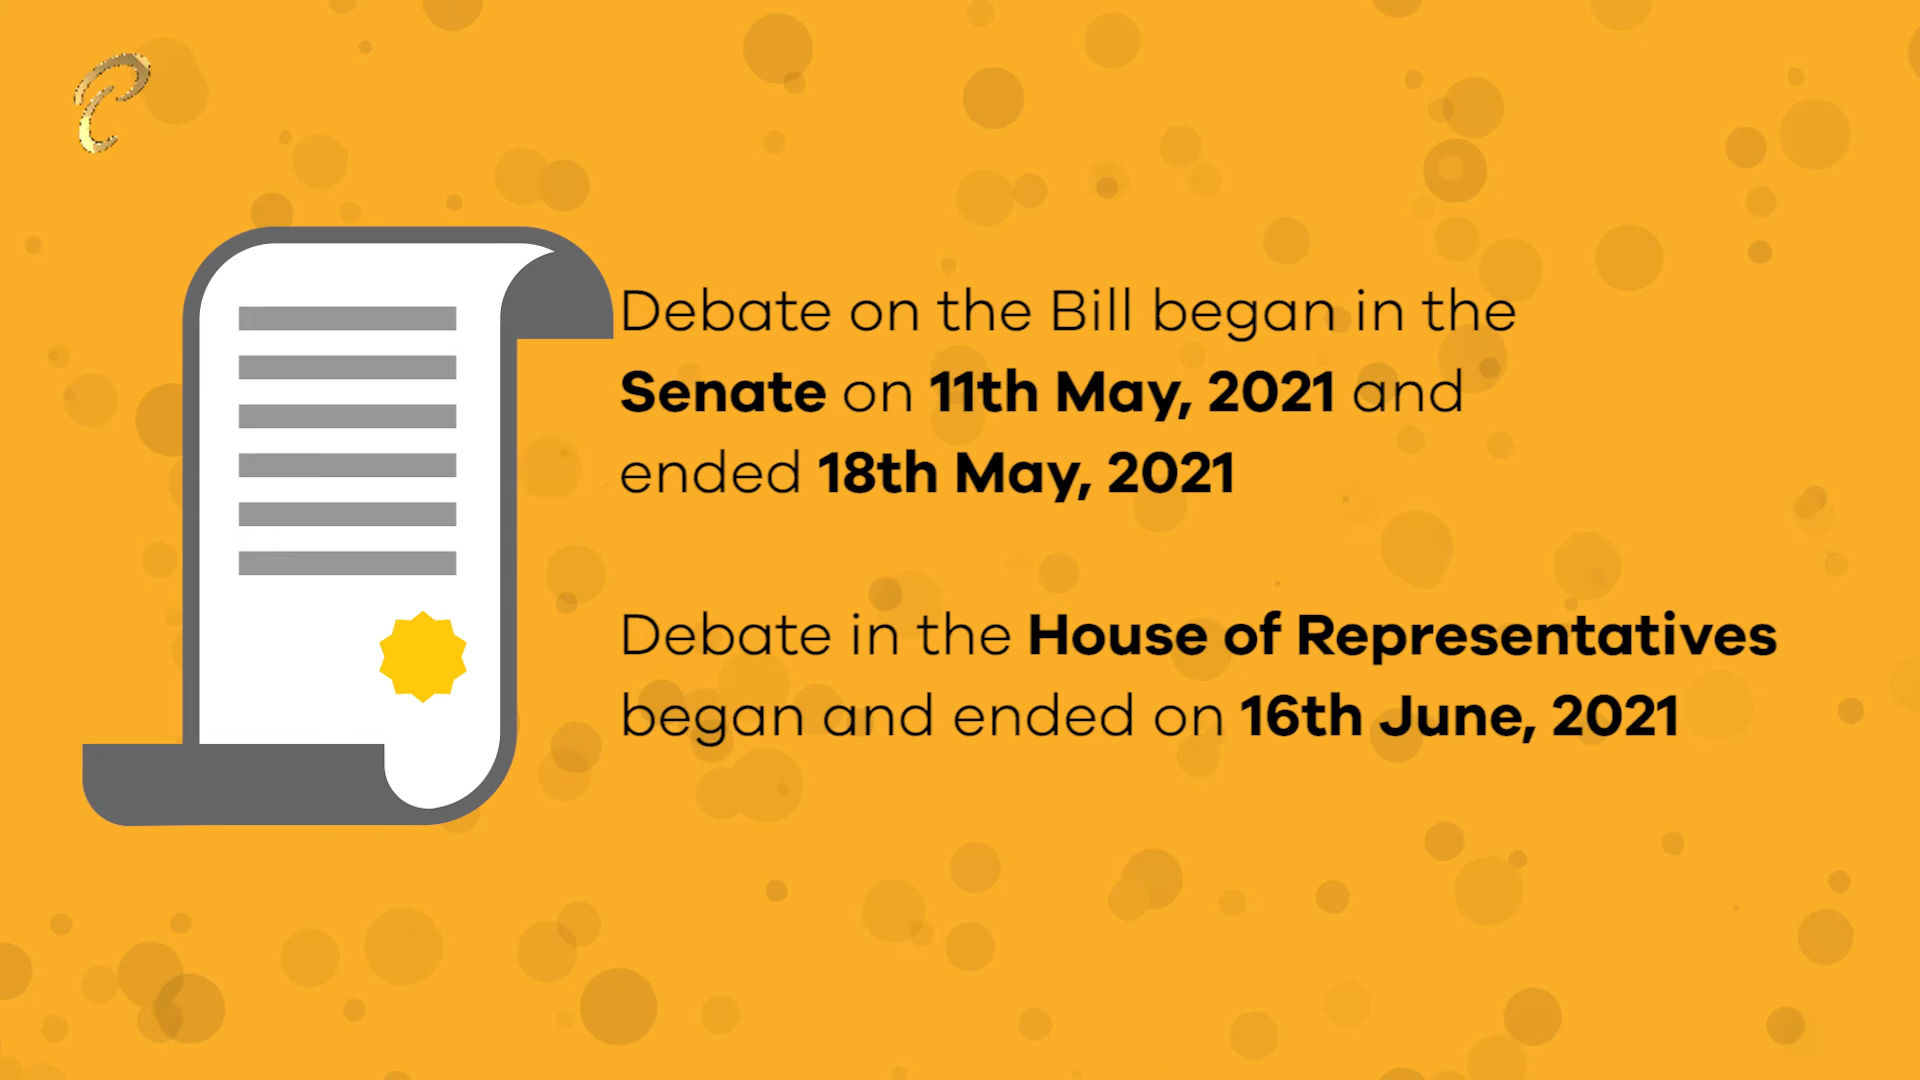 Debate on the Bill began in the
Senate on 11th May, 2021 and
ended 18th May, 2021
Debate in the House of Representatives
began and ended on 16th June, 2021